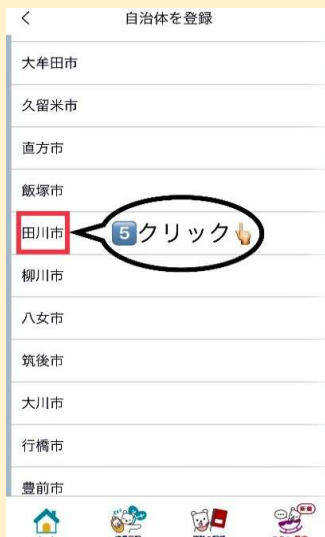 自治体を登録
大牟田市
久留米市
直方市
飯塚市
田川市
5クリック
柳川市
八女市
筑後市
大川市
行橋市
豊前市
新着